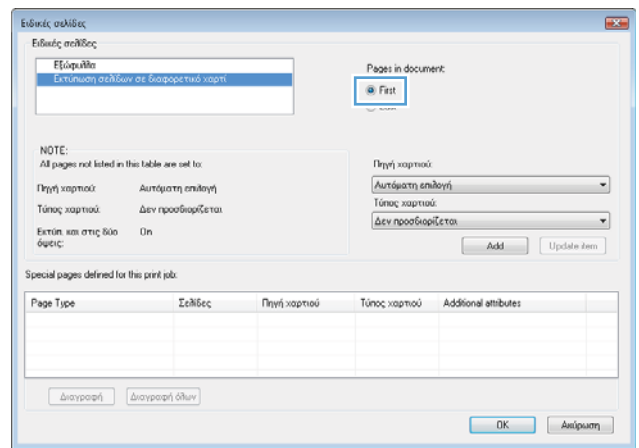 Ειδικές σελίδες
Ειδικές σελίδες
Εξώφυλλα
Εκτύπωση σελίδων σε διαφορετικό χαρτί
Pages in document:
First
NOTE:
All pages not listed in this table are set to:
Πηγή χαρτιού: Αυτόματη επιλογή
Τύπος χαρτιού: Δεν προσδιορίζεται
Εκτύπ. και στις δύο όψεις: On
Πηγή χαρτιού:
Αυτόματη επιλογή
Τύπος χαρτιού:
Δεν προσδιορίζεται
Add Update item
Special pages defined for this print job:
Page Type Σελίδες Πηγή χαρτιού Τύπος χαρτιού Additional attributes
Διαγραφή Διαγραφή όλων
OK Ακύρωση